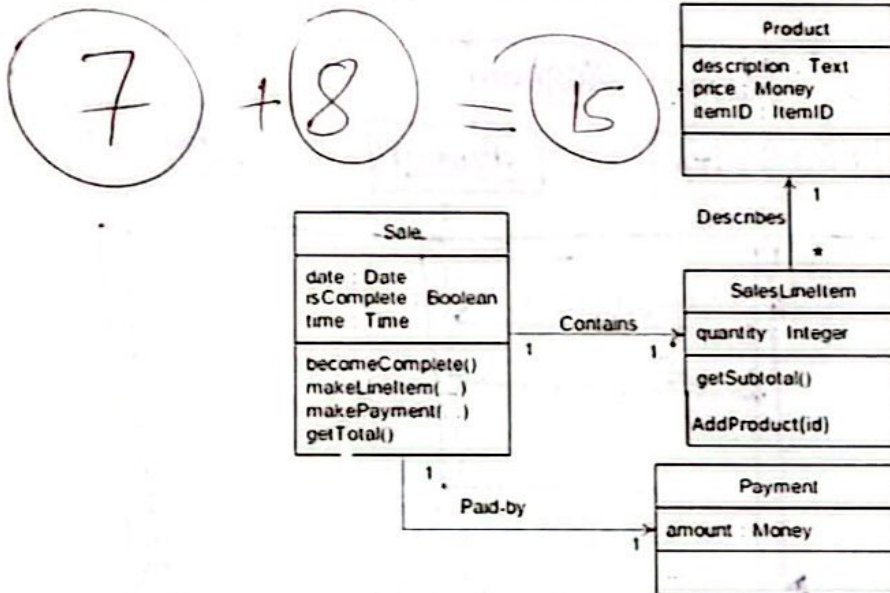 7 + 8 = 15
Product
description : Text
price : Money
itemID : ItemID
Describes
1
*
Sale
date : Date
isComplete : Boolean
time : Time
becomeComplete()
makeLineItem(...)
makePayment(...)
getTotal()
Contains
1
1..*
SalesLineItem
quantity : Integer
getSubtotal()
AddProduct(id)
1
Paid-by
1
Payment
amount : Money